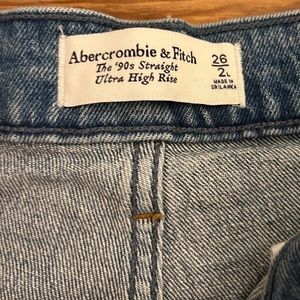 Abercrombie & Fitch
The '90s Straight
Ultra High Rise
26
2L
MADE IN
SRI LANKA